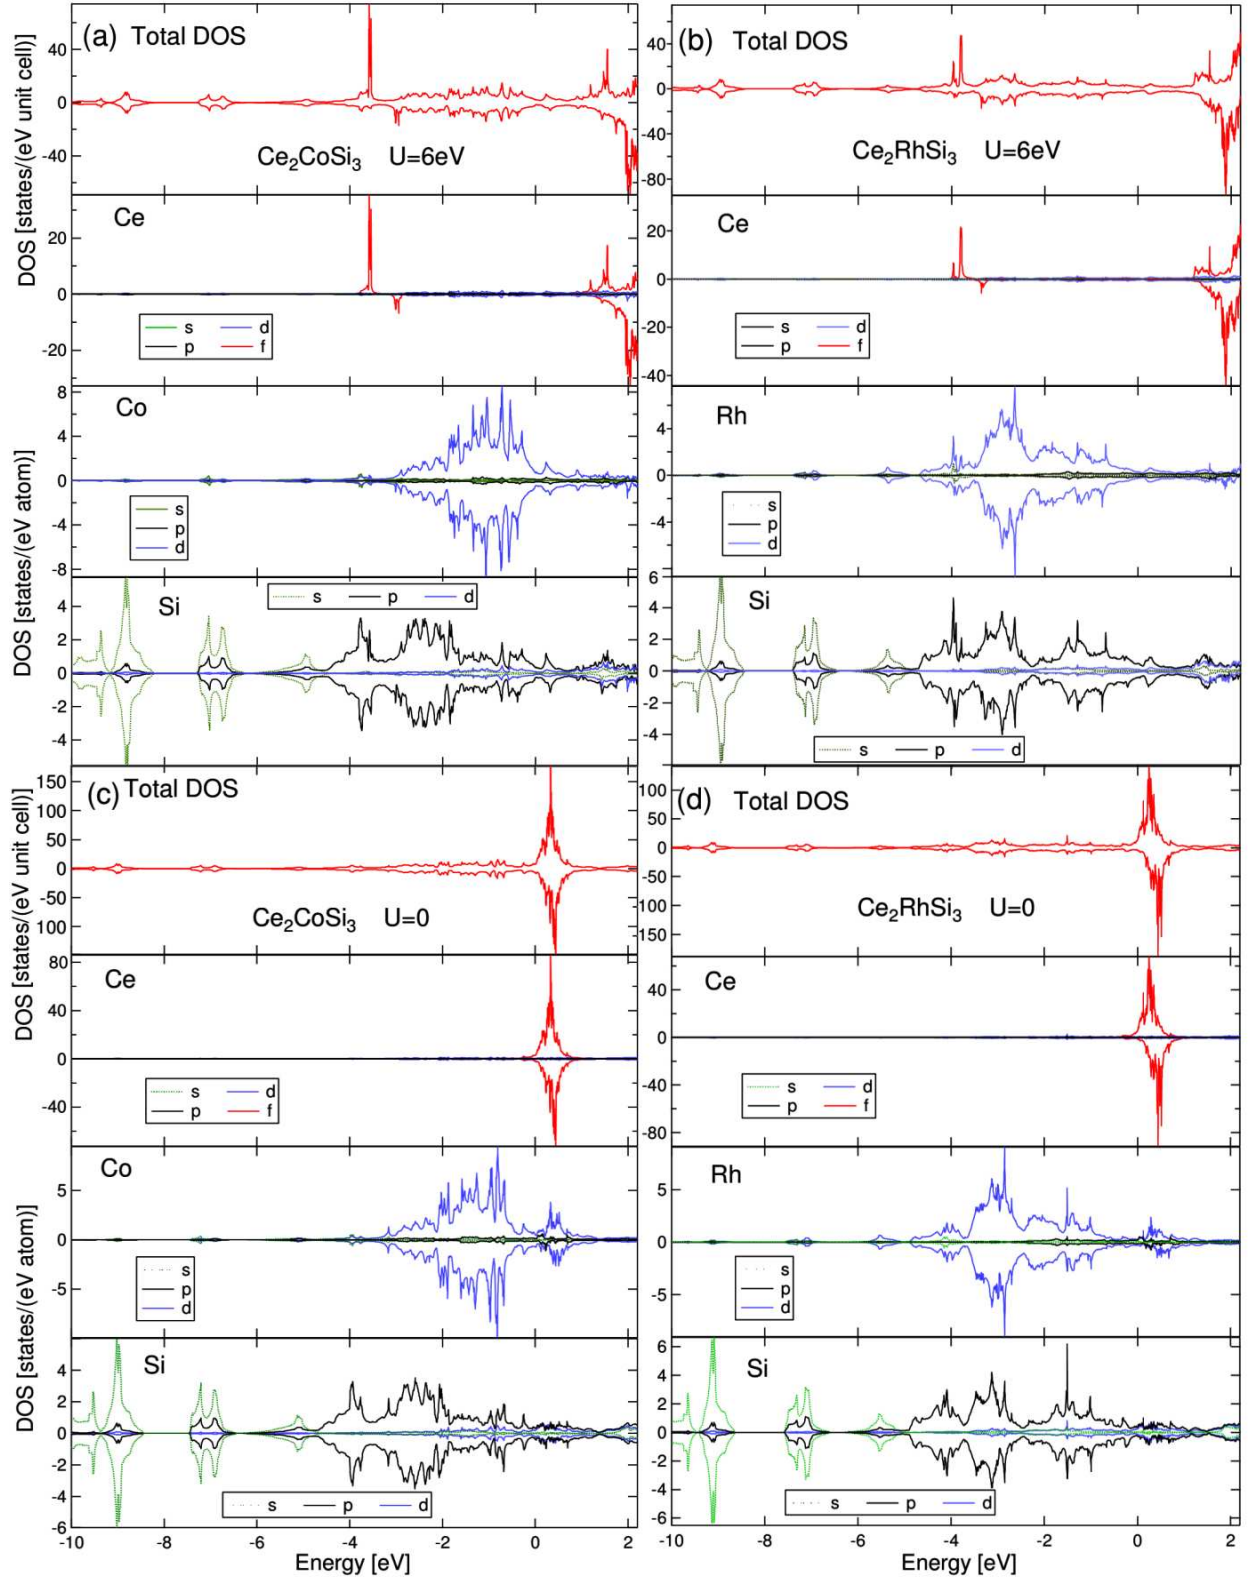 (a) Total DOS
40
0
-40
Ce2CoSi3 U=6eV
DOS [states/(eV unit cell)]
Ce
20
0
-20
s d
p f
Co
8
4
0
-4
-8
s
p
d
DOS [states/(eV atom)]
Si
s p d
4
2
0
-2
-4
(b) Total DOS
40
0
-40
-80
Ce2RhSi3 U=6eV
Ce
20
0
-20
-40
s d
p f
Rh
4
0
-4
s
p
d
Si
6
4
2
0
-2
-4
s p d
(c) Total DOS
150
100
50
0
-50
100
Ce2CoSi3 U=0
DOS [states/(eV unit cell)]
Ce
80
40
0
-40
s d
p f
Co
5
0
-5
s
p
d
DOS [states/(eV atom)]
Si
4
2
0
-2
-4
-6
s p d
-10 -8 -6 -4 -2 0 2
Energy [eV]
(d) Total DOS
100
50
0
-50
100
150
Ce2RhSi3 U=0
Ce
40
0
-40
-80
s d
p f
Rh
5
0
-5
s
p
d
Si
6
4
2
0
-2
-4
-6
s p d
-10 -8 -6 -4 -2 0 2
Energy [eV]